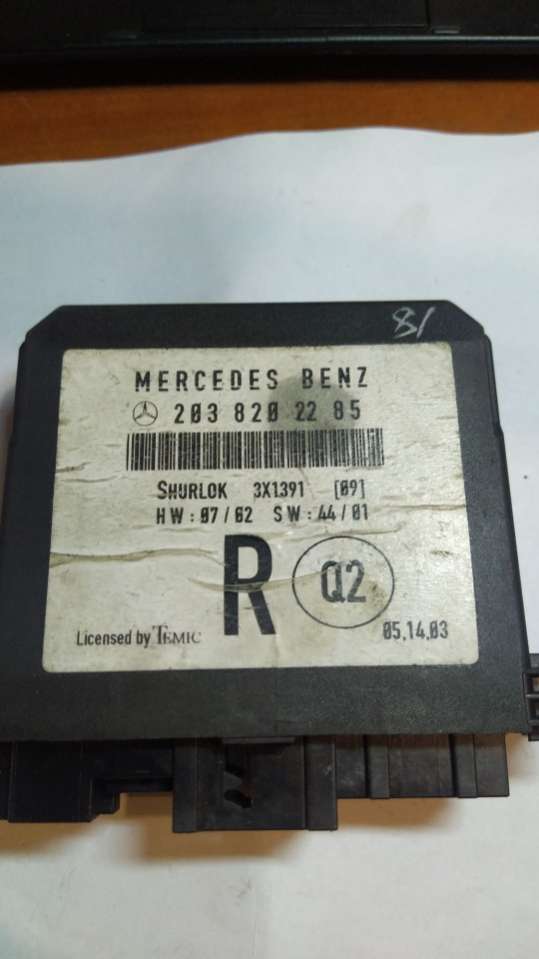 81
MERCEDES BENZ
203 820 22 85
SHURLOK 3X1391 [09]
HW: 07/02 SW: 44/01
R Q2
Licensed by TEMIC 05.14.03